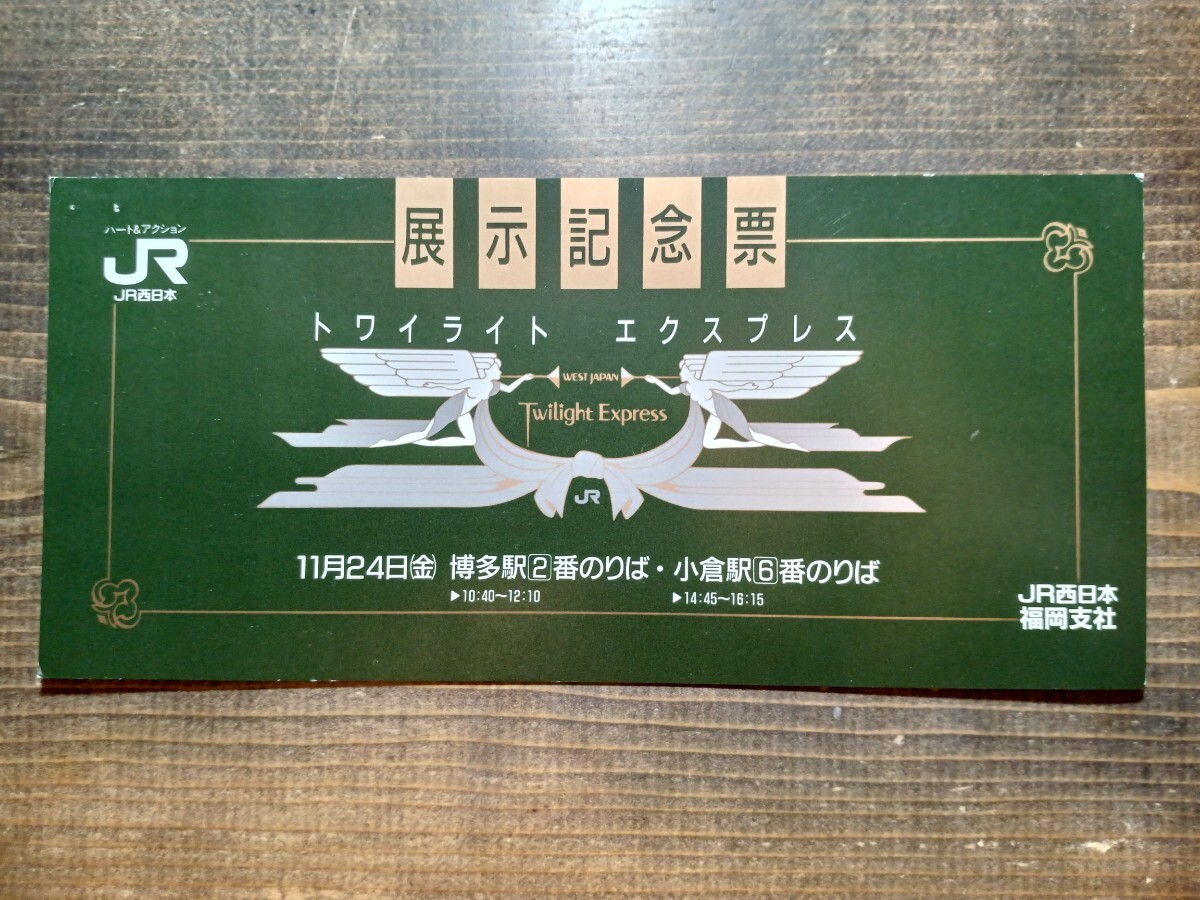 展示記念票
ハート&アクション
JR
JR西日本
トワイライト エクスプレス
WEST JAPAN
Twilight Express
JR
11月24日㈮ 博多駅2番のりば・小倉駅6番のりば
▶10:40〜12:10 ▶14:45〜16:15
JR西日本
福岡支社